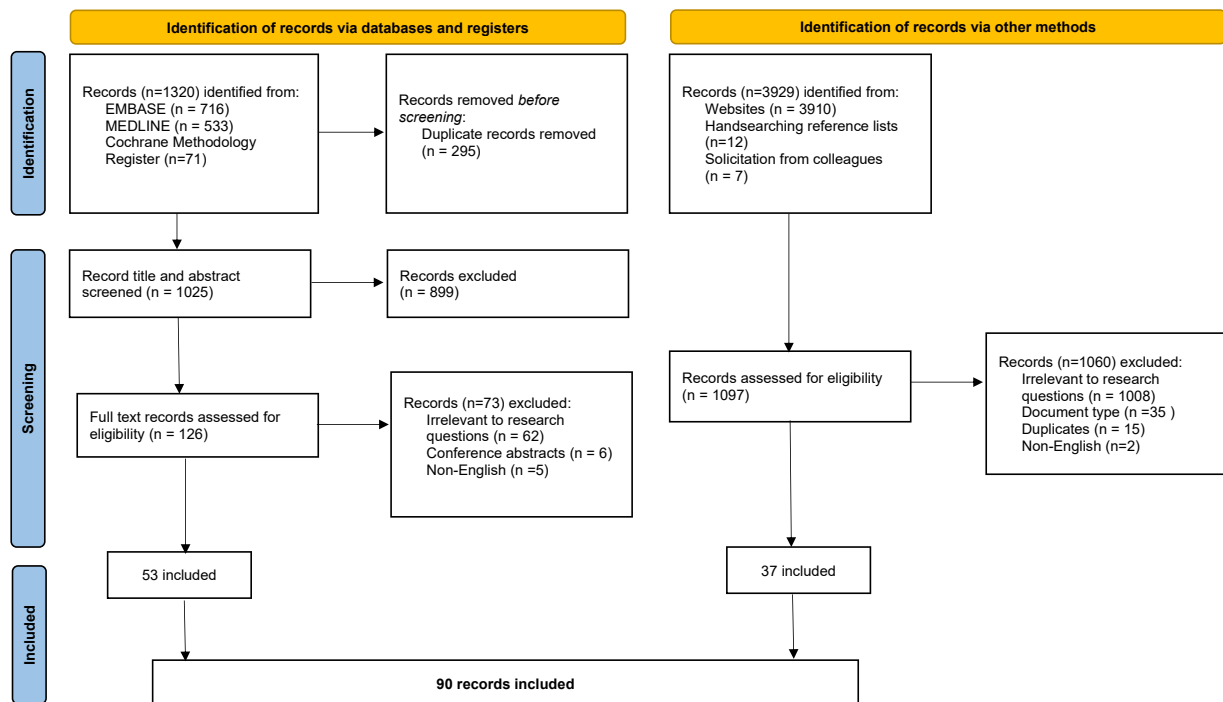 Identification of records via databases and registers
Identification of records via other methods
Identification
Records (n=1320) identified from:
EMBASE (n = 716)
MEDLINE (n = 533)
Cochrane Methodology
Register (n=71)
Records removed before
screening:
Duplicate records removed
(n = 295)
Records (n=3929) identified from:
Websites (n = 3910)
Handsearching reference lists
(n=12)
Solicitation from colleagues
(n = 7)
Screening
Record title and abstract
screened (n = 1025)
Records excluded
(n = 899)
Records assessed for eligibility
(n = 1097)
Records (n=1060) excluded:
Irrelevant to research
questions (n = 1008)
Document type (n =35 )
Duplicates (n = 15)
Non-English (n=2)
Full text records assessed for
eligibility (n = 126)
Records (n=73) excluded:
Irrelevant to research
questions (n = 62)
Conference abstracts (n = 6)
Non-English (n =5)
Included
53 included
37 included
90 records included